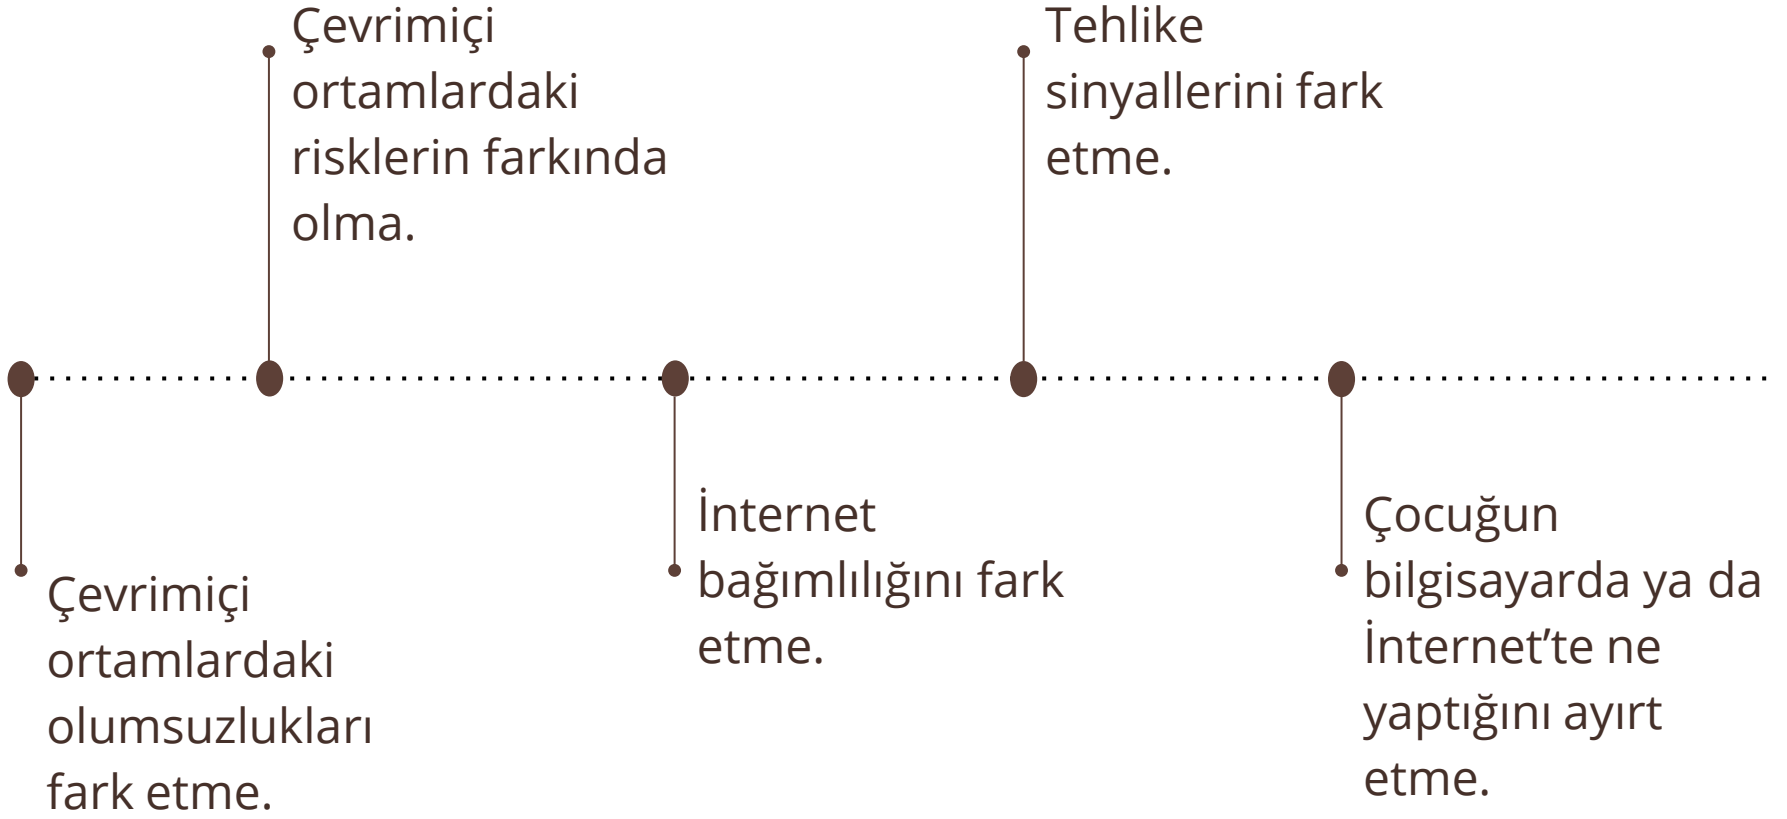 Çevrimiçi
ortamlardaki
risklerin farkında
olma.
Tehlike
sinyallerini fark
etme.
Çevrimiçi
ortamlardaki
olumsuzlukları
fark etme.
İnternet
bağımlılığını fark
etme.
Çocuğun
bilgisayarda ya da
İnternet’te ne
yaptığını ayırt
etme.